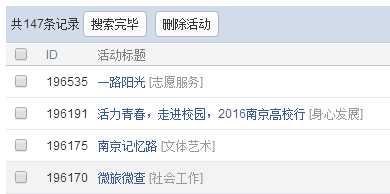 共147条记录 搜索完毕 删除活动
ID 活动标题
196535 一路阳光 [志愿服务]
196191 活力青春，走进校园，2016南京高校行 [身心发展]
196175 南京记忆路 [文体艺术]
196170 微旅微查 [社会工作]